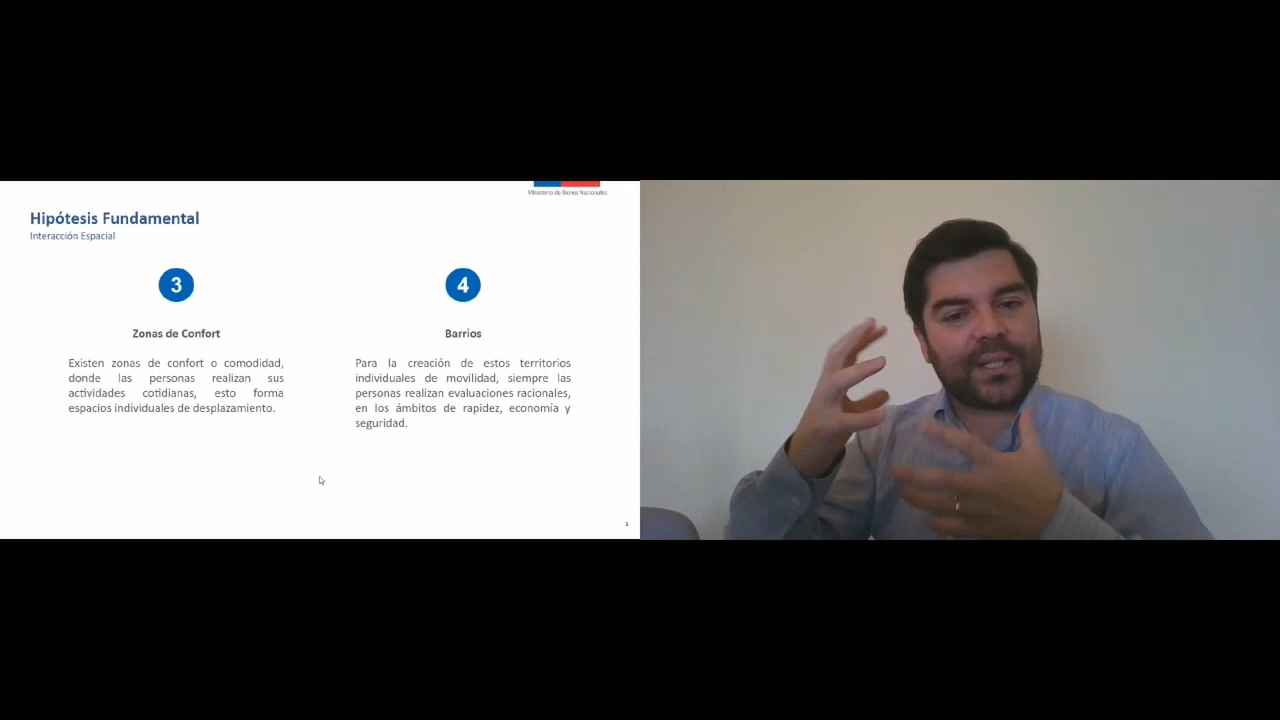 Ministerio de Bienes Nacionales
Hipótesis Fundamental
Interacción Espacial
3
4
Zonas de Confort
Barrios
Existen zonas de confort o comodidad,
donde las personas realizan sus
actividades cotidianas, esto forma
espacios individuales de desplazamiento.
Para la creación de estos territorios
individuales de movilidad, siempre las
personas realizan evaluaciones racionales,
en los ámbitos de rapidez, economía y
seguridad.